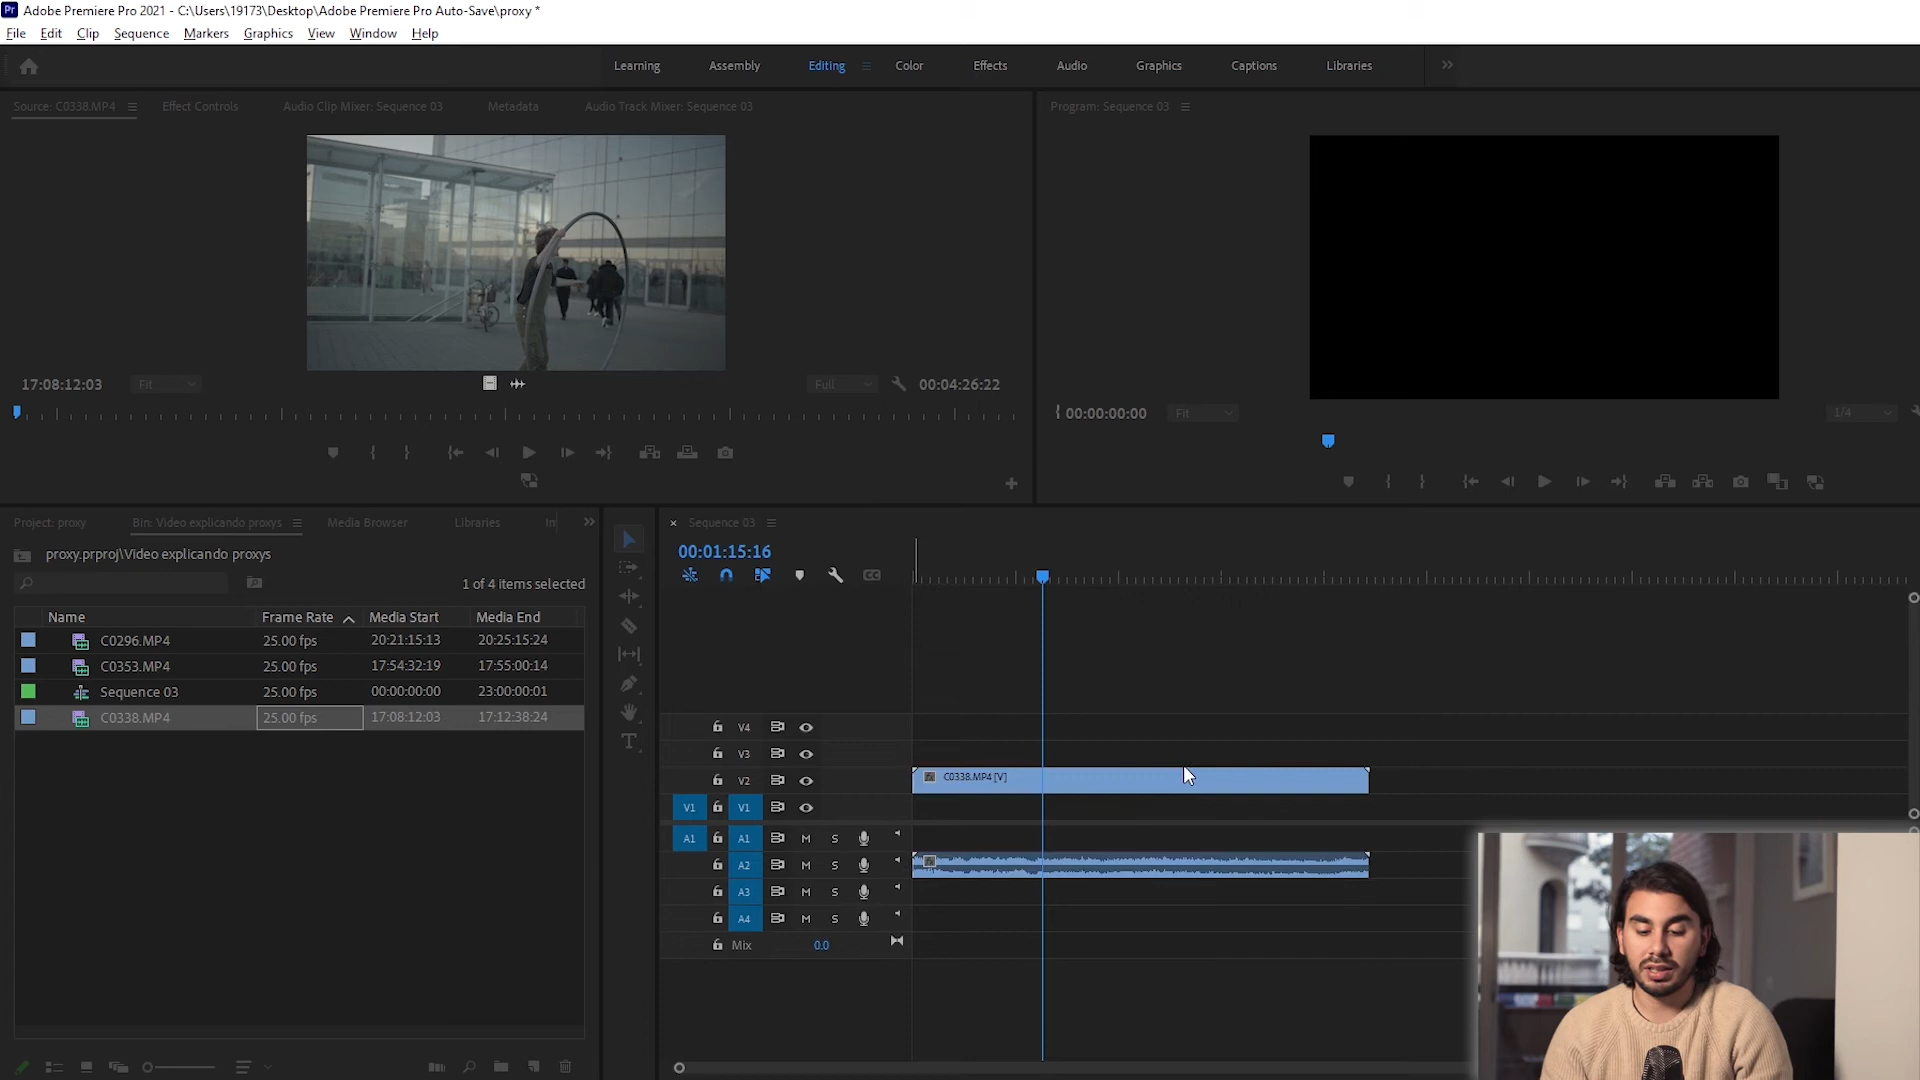 Pr Adobe Premiere Pro 2021 - C:\Users\19173\Desktop\Adobe Premiere Pro Auto-Save\proxy *
File Edit Clip Sequence Markers Graphics View Window Help
Learning Assembly Editing Color Effects Audio Graphics Captions Libraries
Source: C0338.MP4 Effect Controls Audio Clip Mixer: Sequence 03 Metadata Audio Track Mixer: Sequence 03
Program: Sequence 03
17:08:12:03 Fit Full 00:04:26:22
00:00:00:00 Fit 1/4
Project: proxy Bin: Video explicando proxys Media Browser Libraries
proxy.prproj\Video explicando proxys
1 of 4 items selected
Name Frame Rate Media Start Media End
C0296.MP4 25.00 fps 20:21:15:13 20:25:15:24
C0353.MP4 25.00 fps 17:54:32:19 17:55:00:14
Sequence 03 25.00 fps 00:00:00:00 23:00:00:01
C0338.MP4 25.00 fps 17:08:12:03 17:12:38:24
T
Sequence 03
00:01:15:16
CC
V4
V3
V2 C0338.MP4 [V]
V1 V1
A1 A1 M S
A2 M S
A3 M S
A4 M S
Mix 0.0